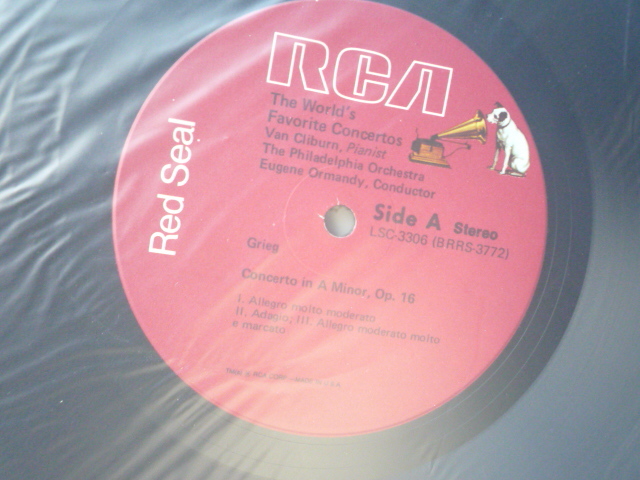 RCA
Red Seal
The World's
Favorite Concertos
Van Cliburn, Pianist
The Philadelphia Orchestra
Eugene Ormandy, Conductor
Side A Stereo
LSC-3306 (BRRS-3772)
Grieg
Concerto in A Minor, Op. 16
I. Allegro molto moderato
II. Adagio; III. Allegro moderato molto
e marcato